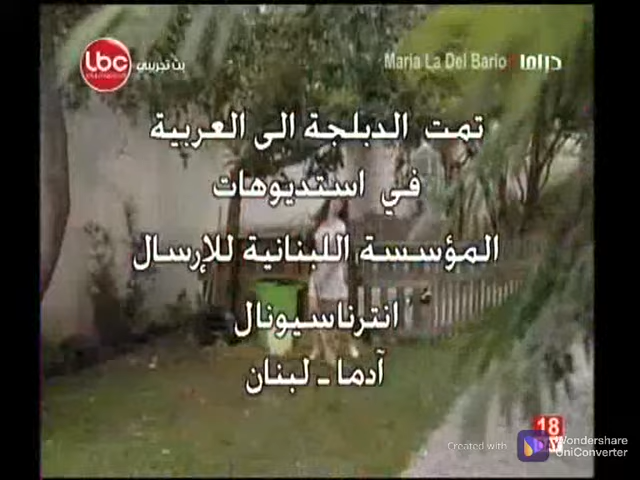 LBC
بث تجريبي
Maria La Del Bario
دراما
تمت الدبلجة الى العربية
في استديوهات
المؤسسة اللبنانية للإرسال
انترناسيونال
آدما ـ لبنان
18
Created with
Wondershare
UniConverter